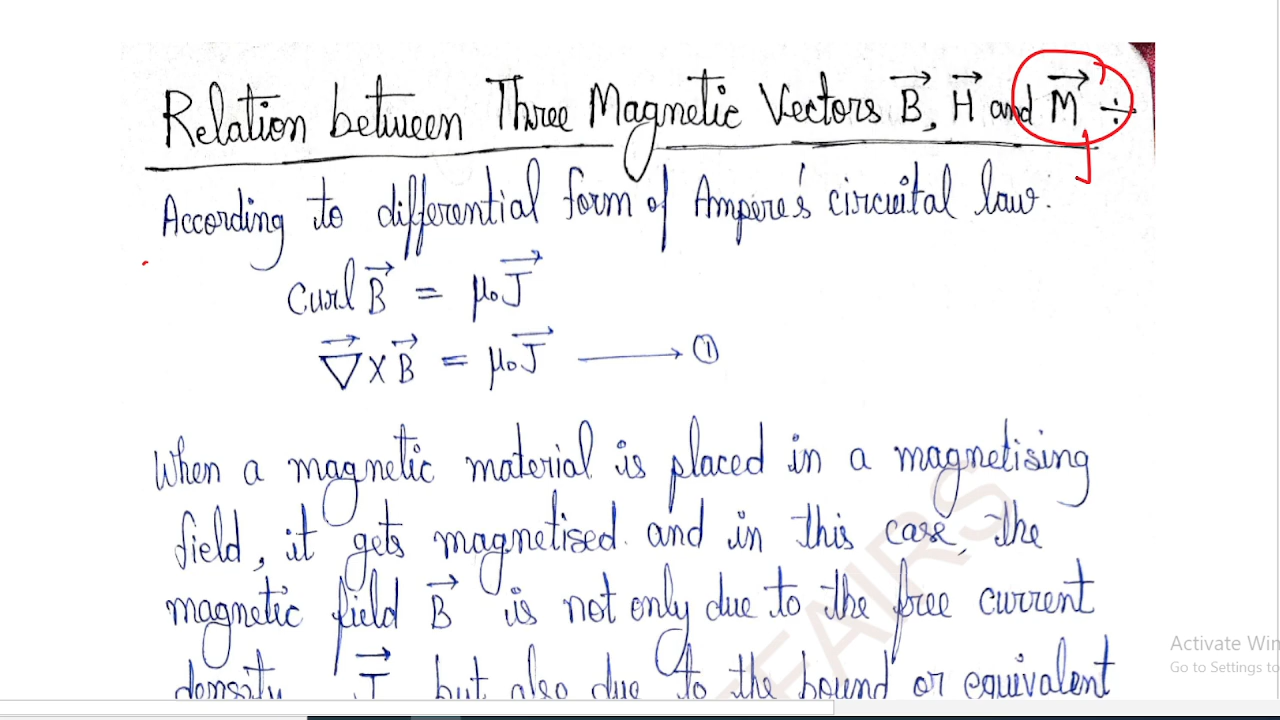 Relation between Three Magnetic Vectors B⃗, H⃗ and M⃗ ÷
According to differential form of Ampere's circuital law.
Curl B⃗ = μ₀J⃗
∇⃗ X B⃗ = μ₀J⃗ ⟶ ①
When a magnetic material is placed in a magnetising
field, it gets magnetised and in this case, the
magnetic field B⃗ is not only due to the free current
density J⃗ but also due to the bound or equivalent
FAIRS
Activate Win
Go to Settings to